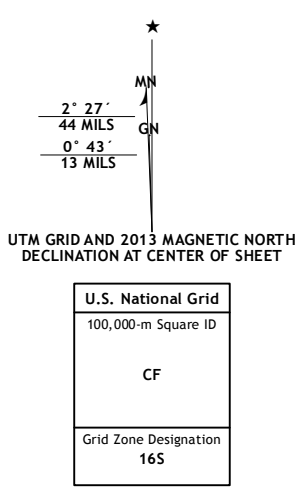 MN
2° 27´
44 MILS
GN
0° 43´
13 MILS
UTM GRID AND 2013 MAGNETIC NORTH
DECLINATION AT CENTER OF SHEET
U.S. National Grid
100,000-m Square ID
CF
Grid Zone Designation
16S